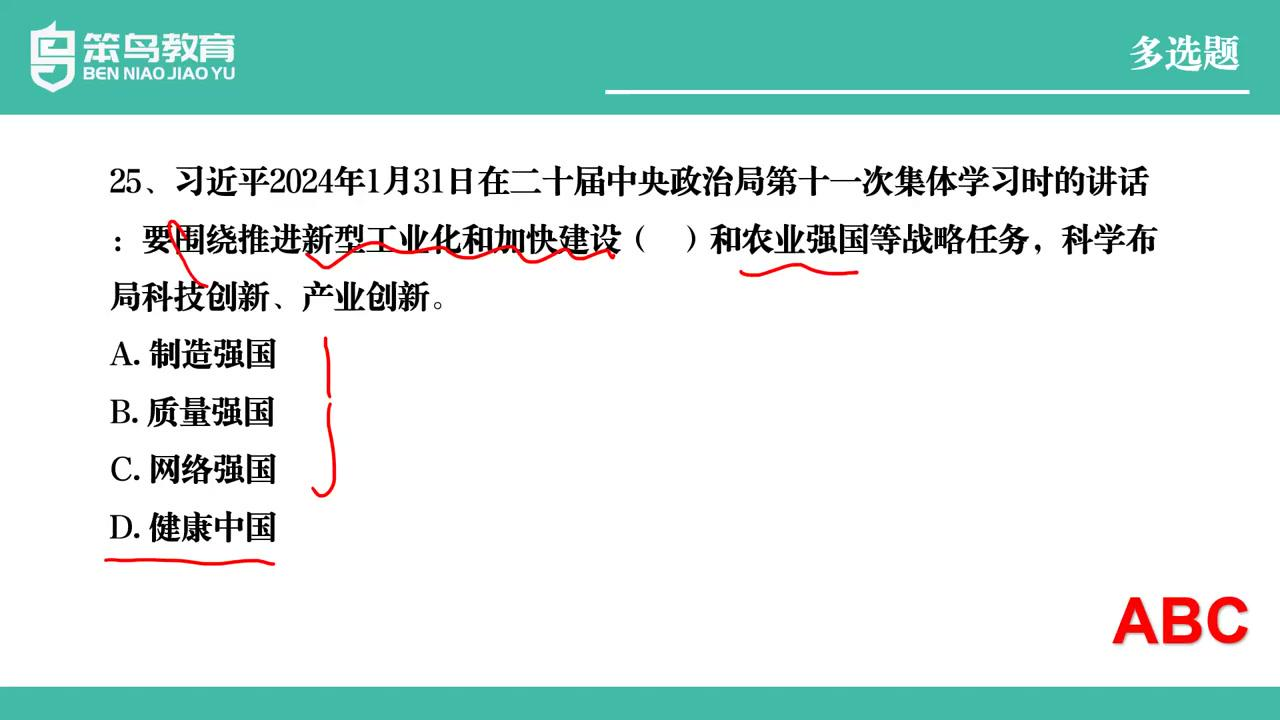 笨鸟教育
BEN NIAO JIAO YU
多选题
25、习近平2024年1月31日在二十届中央政治局第十一次集体学习时的讲话
：要围绕推进新型工业化和加快建设（　）和农业强国等战略任务，科学布
局科技创新、产业创新。
A. 制造强国
B. 质量强国
C. 网络强国
D. 健康中国
ABC